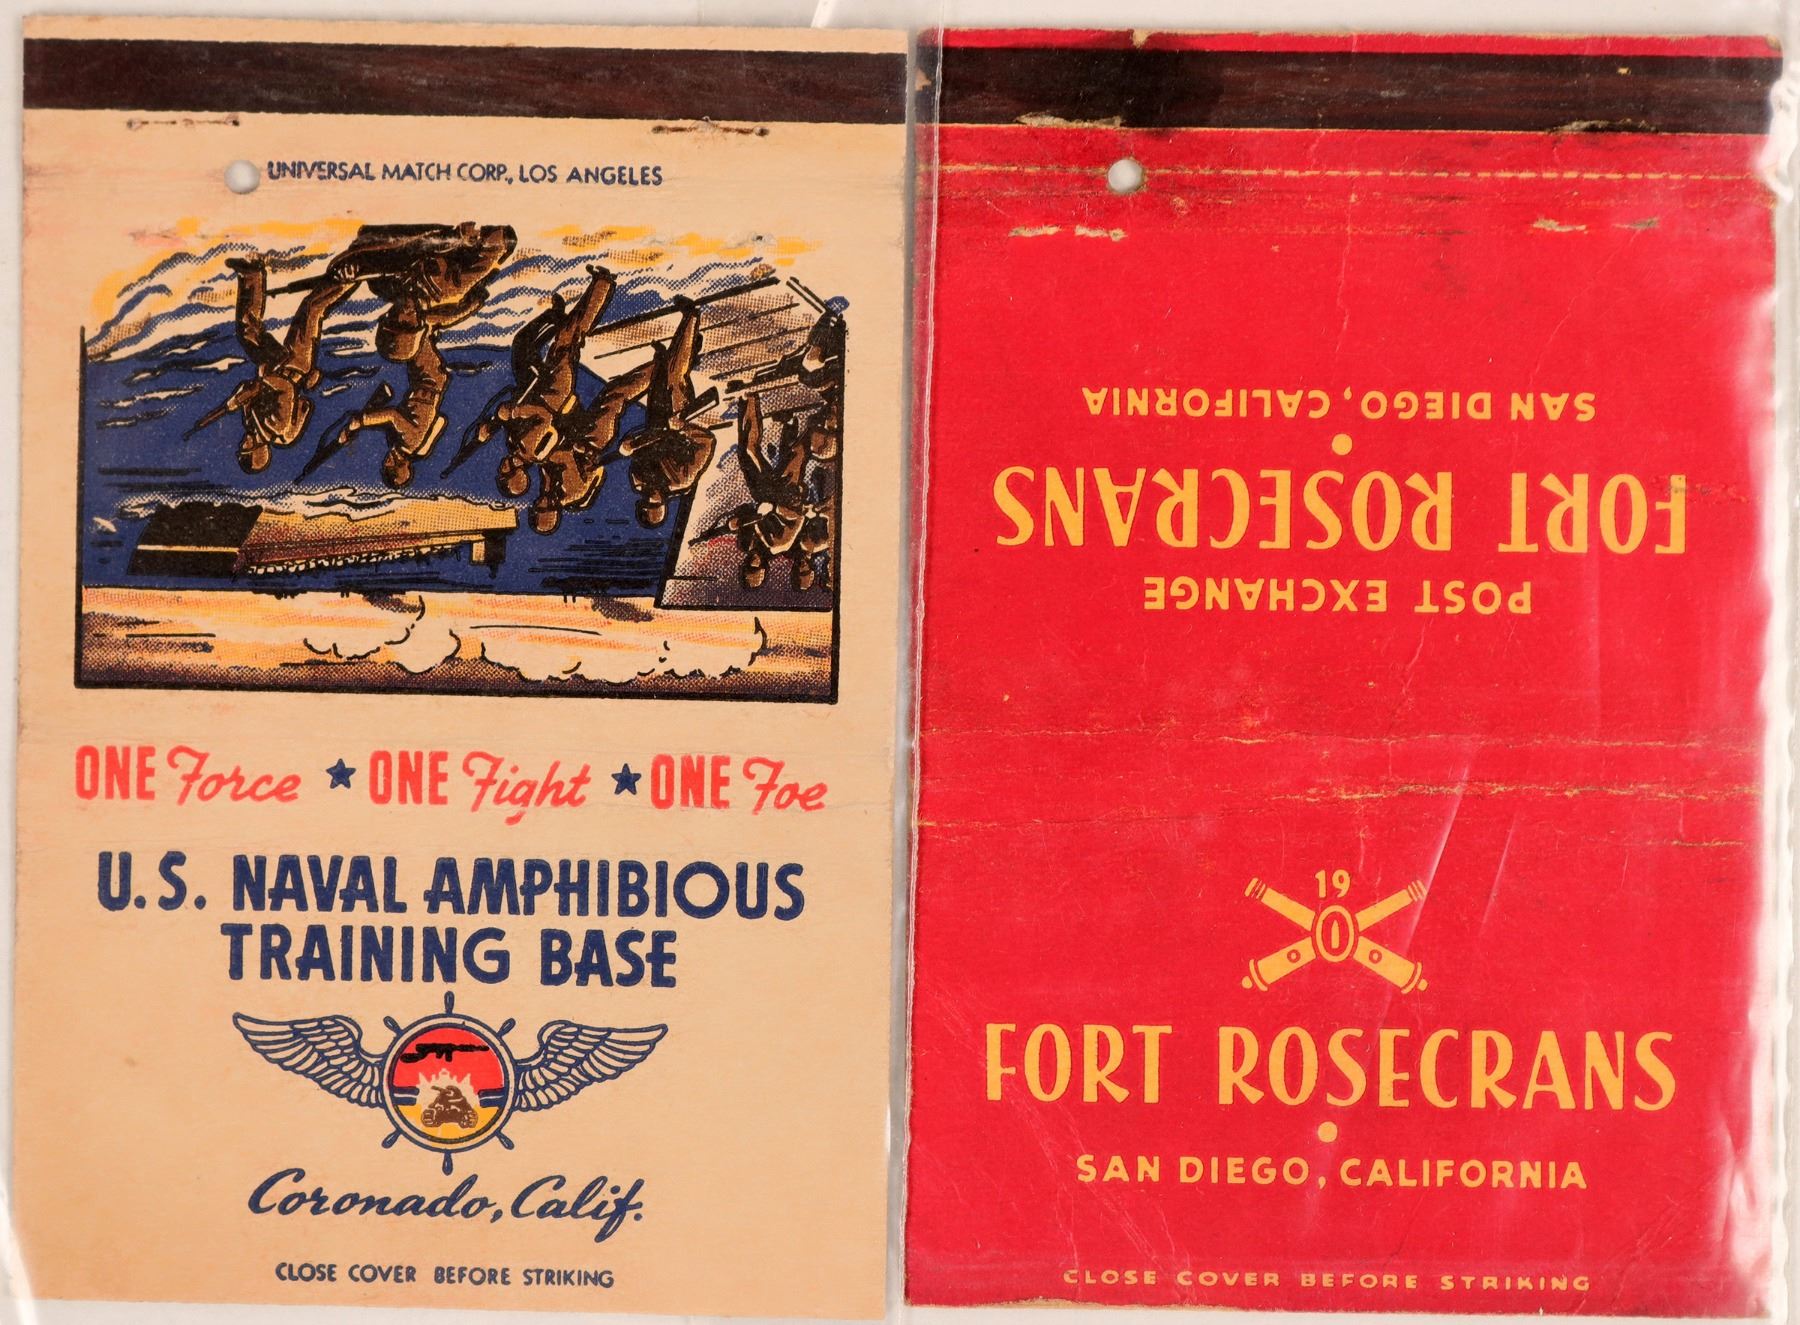 UNIVERSAL MATCH CORP., LOS ANGELES
ONE Force ★ ONE Fight ★ ONE Foe
U.S. NAVAL AMPHIBIOUS
TRAINING BASE
Coronado, Calif.
CLOSE COVER BEFORE STRIKING
POST EXCHANGE
FORT ROSECRANS
SAN DIEGO, CALIFORNIA
19
0
FORT ROSECRANS
SAN DIEGO, CALIFORNIA
CLOSE COVER BEFORE STRIKING